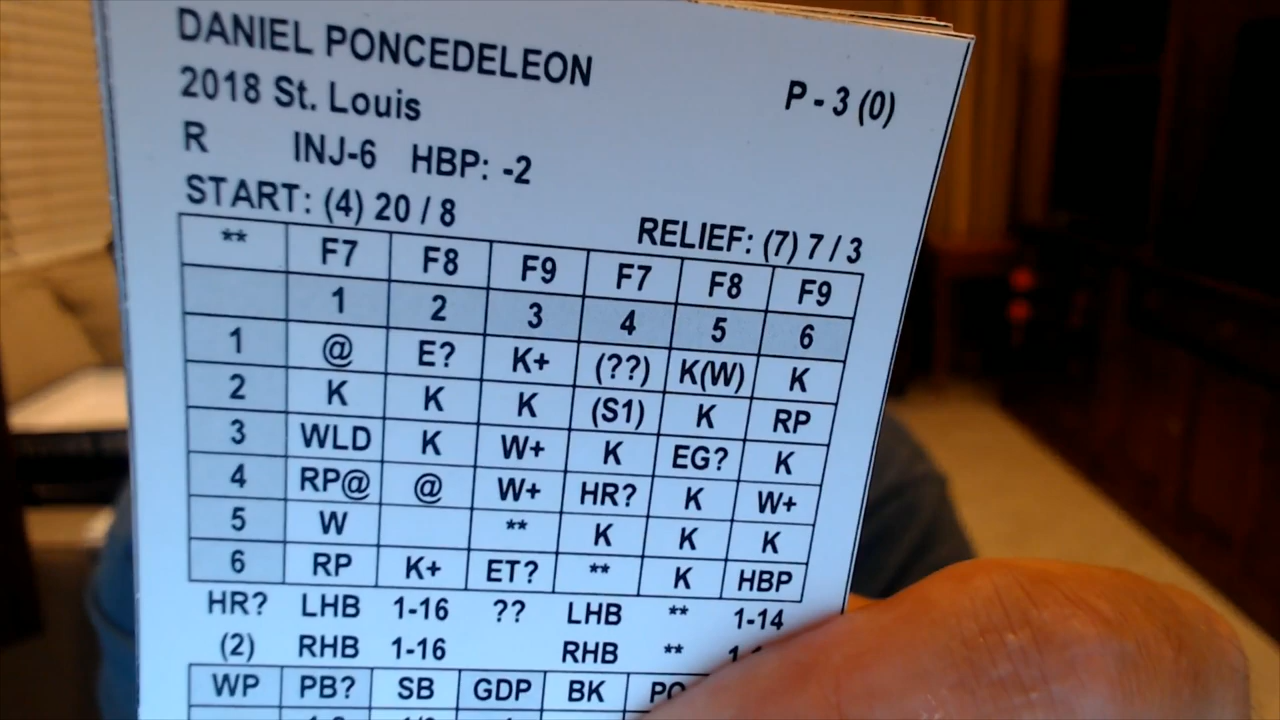 DANIEL PONCEDELEON
2018 St. Louis P - 3 (0)
R INJ-6 HBP: -2
START: (4) 20 / 8 RELIEF: (7) 7 / 3
** F7 F8 F9 F7 F8 F9
1 2 3 4 5 6
1 @ E? K+ (??) K(W) K
2 K K K (S1) K RP
3 WLD K W+ K EG? K
4 RP@ @ W+ HR? K W+
5 W ** K K K
6 RP K+ ET? ** K HBP
HR? LHB 1-16 ?? LHB ** 1-14
(2) RHB 1-16 RHB **
WP PB? SB GDP BK